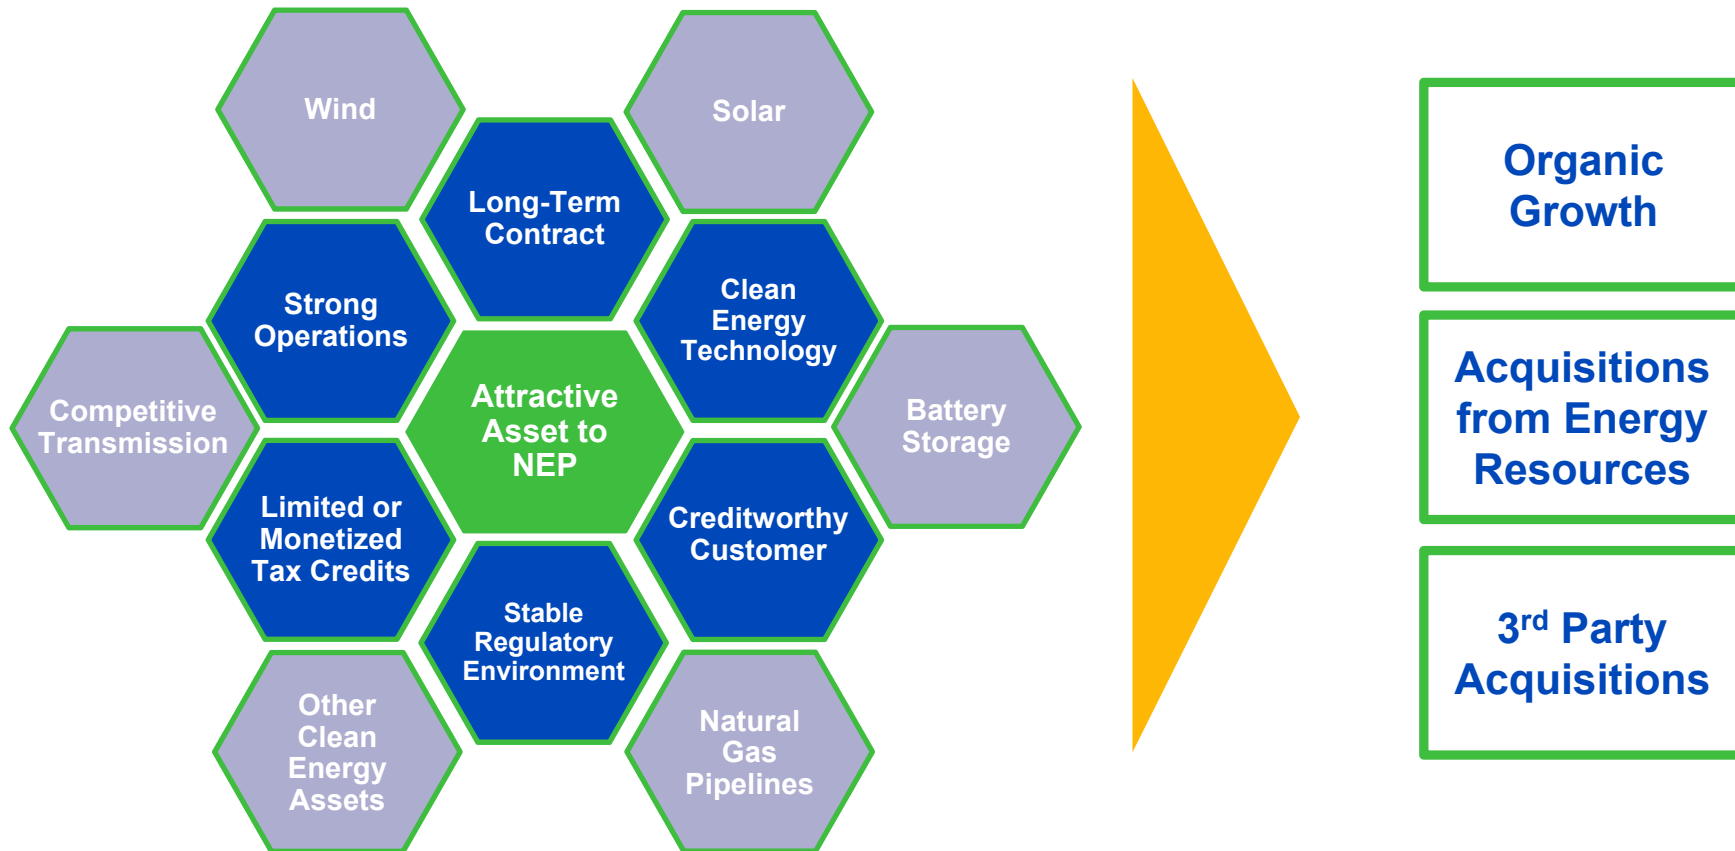 Wind
Solar
Long-Term
Contract
Strong
Operations
Clean
Energy
Technology
Competitive
Transmission
Attractive
Asset to
NEP
Battery
Storage
Limited or
Monetized
Tax Credits
Creditworthy
Customer
Stable
Regulatory
Environment
Other
Clean
Energy
Assets
Natural
Gas
Pipelines
Organic
Growth
Acquisitions
from Energy
Resources
3rd Party
Acquisitions